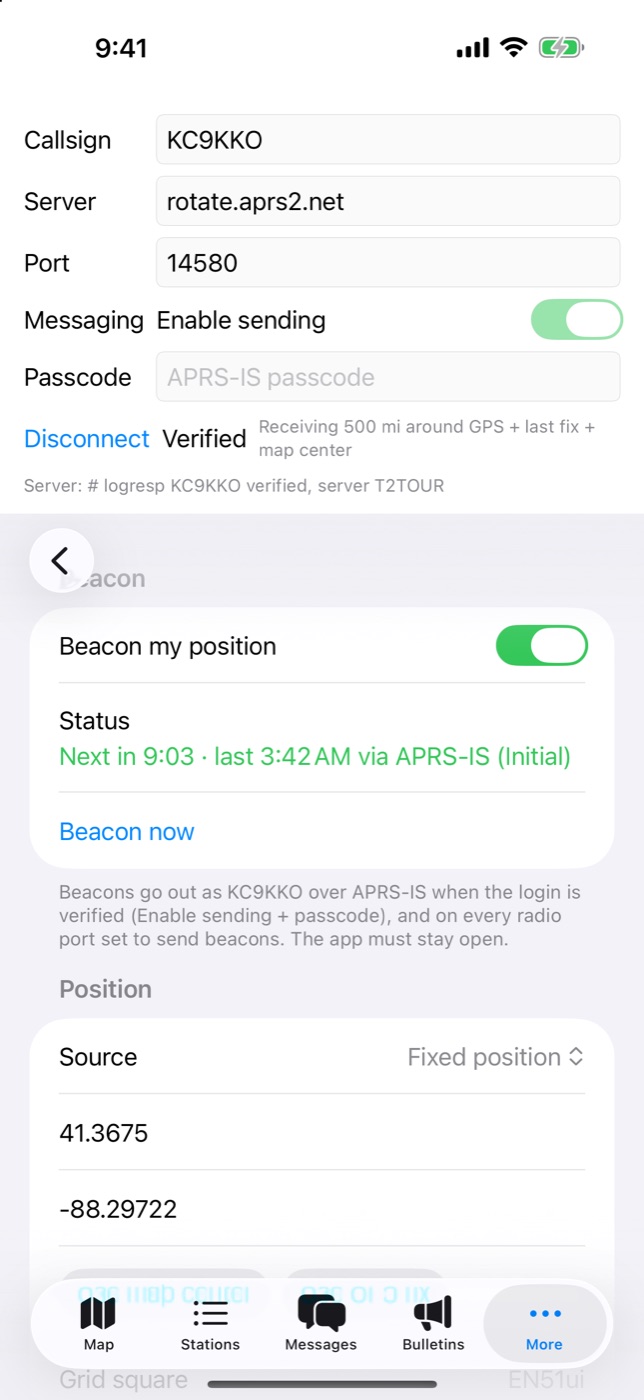 9:41
Callsign KC9KKO
Server rotate.aprs2.net
Port 14580
Messaging Enable sending
Passcode APRS-IS passcode
Disconnect Verified Receiving 500 mi around GPS + last fix +
map center
Server: # logresp KC9KKO verified, server T2TOUR
Beacon my position
Status
Next in 9:03 · last 3:42 AM via APRS-IS (Initial)
Beacon now
Beacons go out as KC9KKO over APRS-IS when the login is
verified (Enable sending + passcode), and on every radio
port set to send beacons. The app must stay open.
Position
Source Fixed position
41.3675
-88.29722
Map Stations Messages Bulletins More
Grid square EN51ui